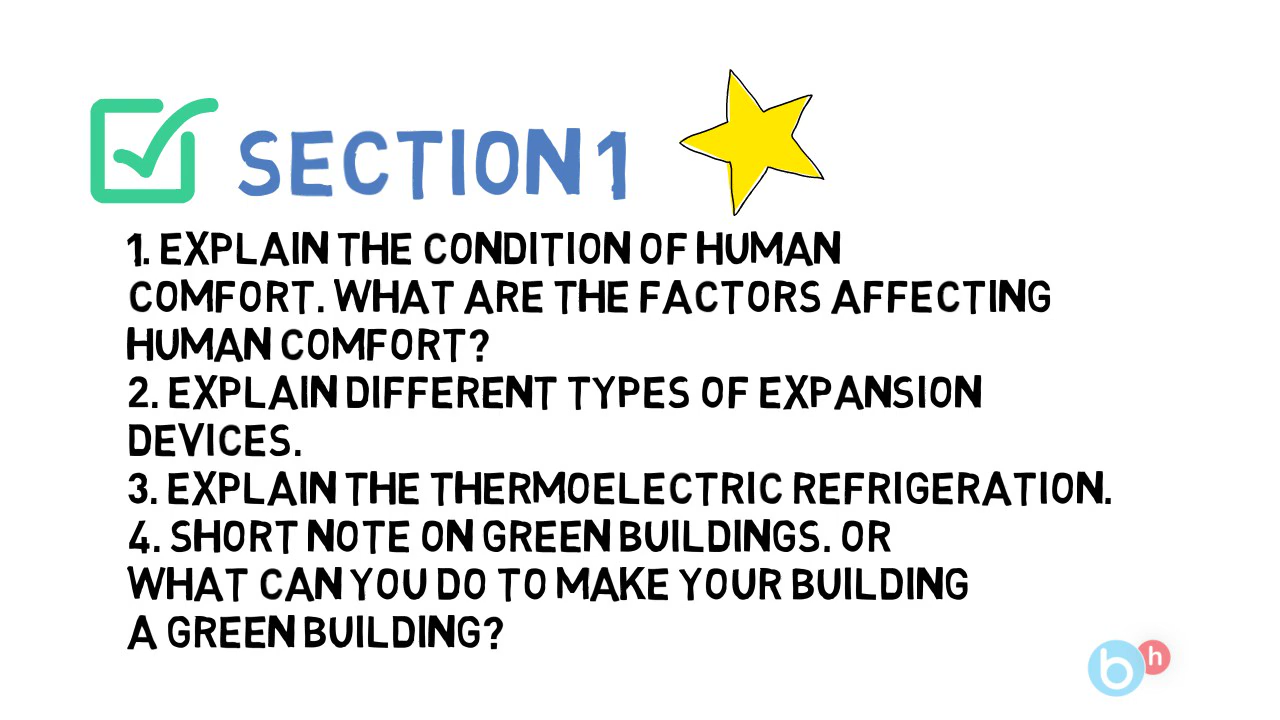 SECTION 1
1. EXPLAIN THE CONDITION OF HUMAN
COMFORT. WHAT ARE THE FACTORS AFFECTING
HUMAN COMFORT?
2. EXPLAIN DIFFERENT TYPES OF EXPANSION
DEVICES.
3. EXPLAIN THE THERMOELECTRIC REFRIGERATION.
4. SHORT NOTE ON GREEN BUILDINGS. OR
WHAT CAN YOU DO TO MAKE YOUR BUILDING
A GREEN BUILDING?
b h